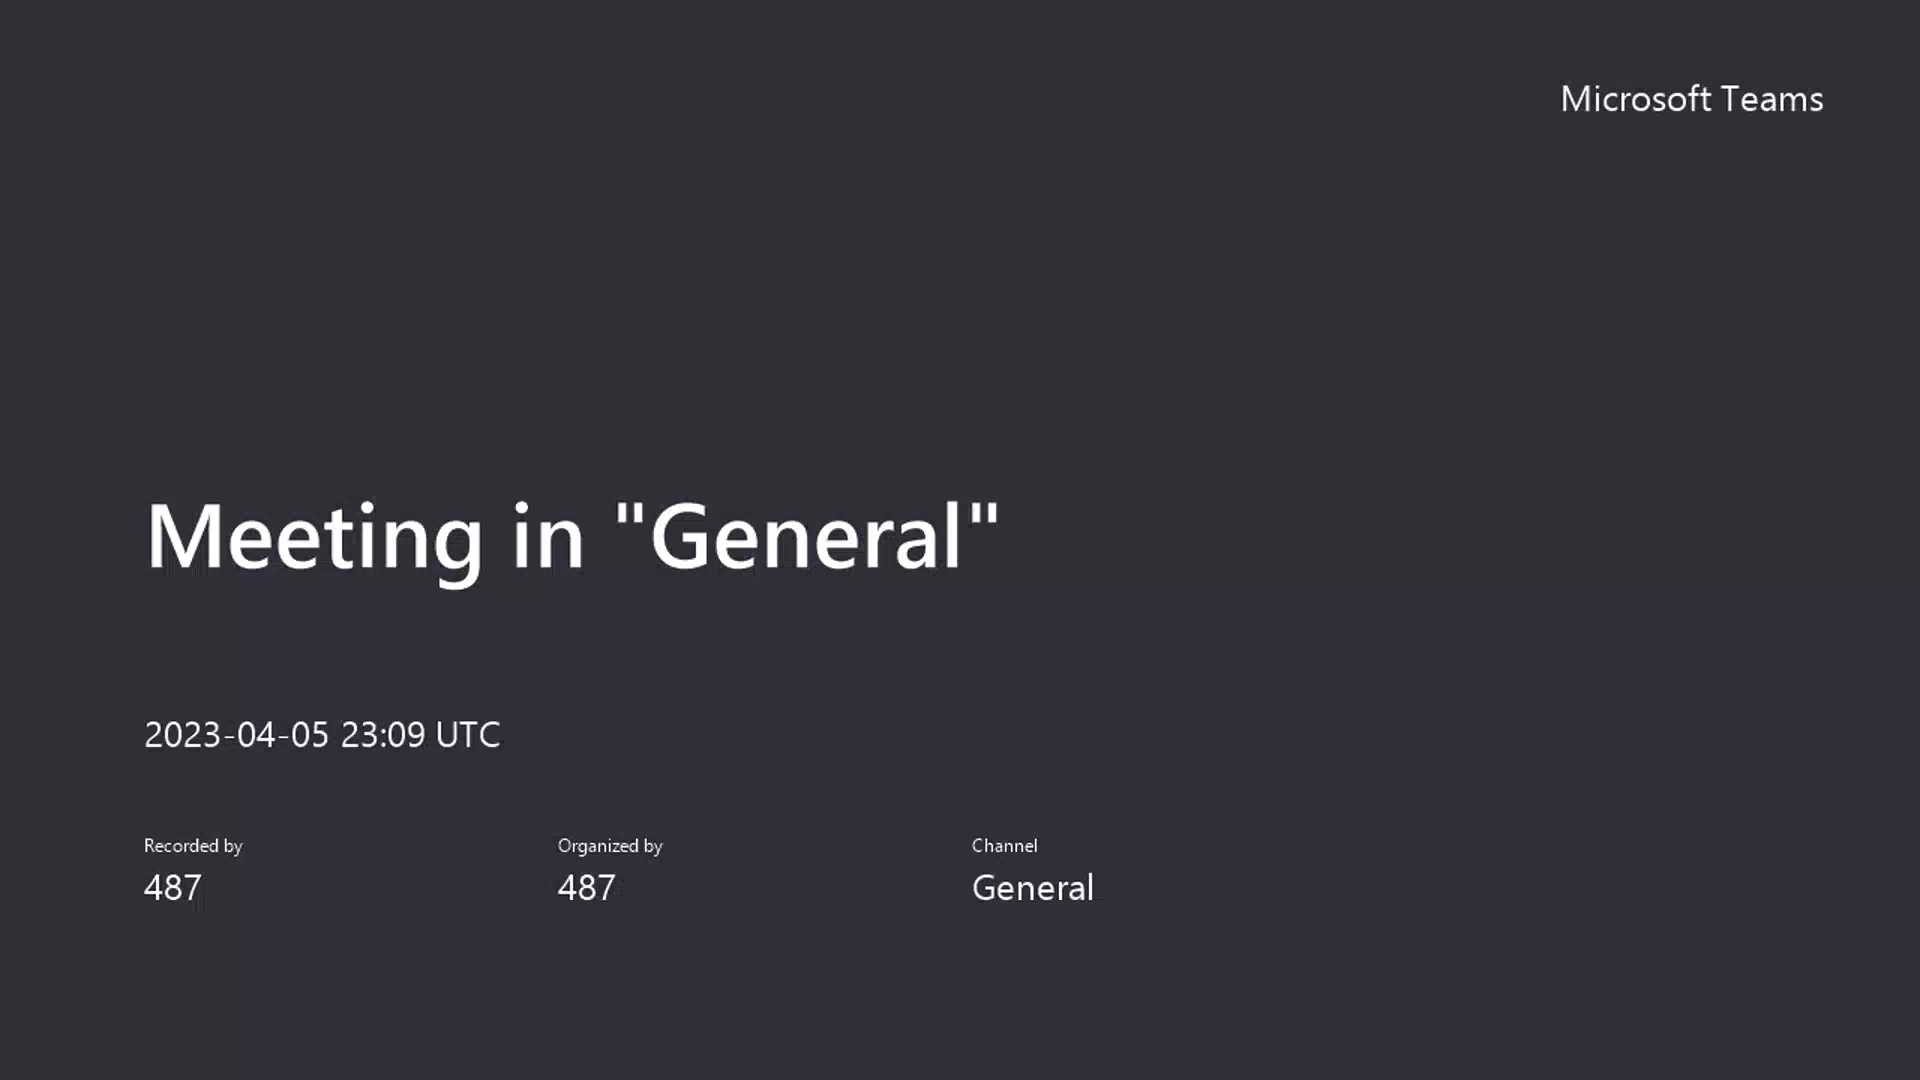 Microsoft Teams
Meeting in "General"
2023-04-05 23:09 UTC
Recorded by
487
Organized by
487
Channel
General